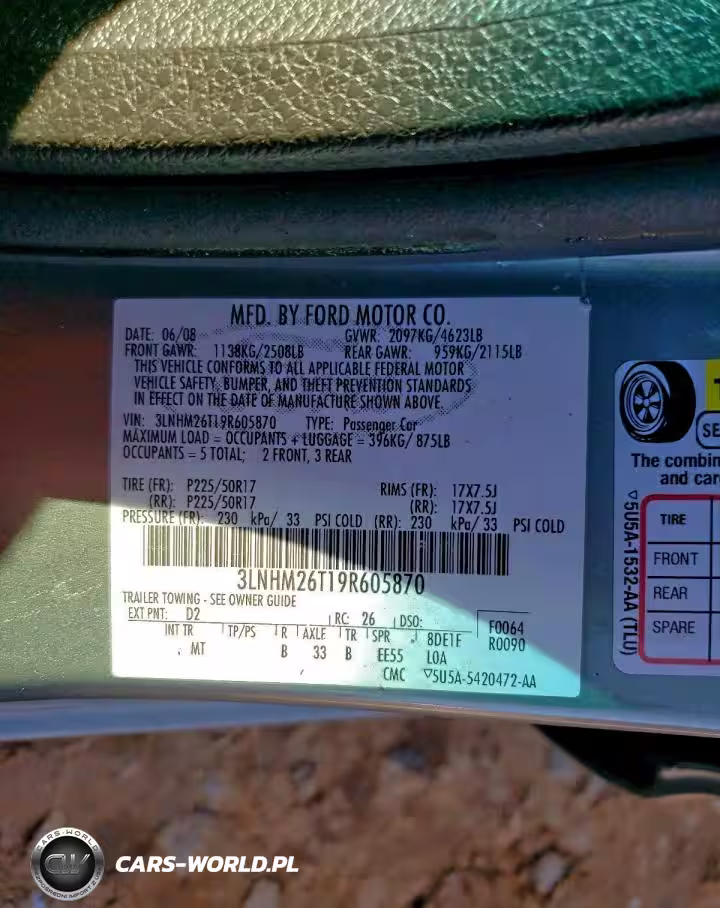 MFD. BY FORD MOTOR CO.
DATE: 06/08 GVWR: 2097KG/4623LB
FRONT GAWR: 1138KG/2508LB REAR GAWR: 959KG/2115LB
THIS VEHICLE CONFORMS TO ALL APPLICABLE FEDERAL MOTOR
VEHICLE SAFETY, BUMPER, AND THEFT PREVENTION STANDARDS
IN EFFECT ON THE DATE OF MANUFACTURE SHOWN ABOVE.
VIN: 3LNHM26T19R605870 TYPE: Passenger Car
MAXIMUM LOAD = OCCUPANTS + LUGGAGE = 396KG/ 875LB
OCCUPANTS = 5 TOTAL; 2 FRONT, 3 REAR
TIRE (FR): P225/50R17 RIMS (FR): 17X7.5J
(RR): P225/50R17 (RR): 17X7.5J
PRESSURE (FR): 230 kPa/ 33 PSI COLD (RR): 230 kPa/ 33 PSI COLD
3LNHM26T19R605870
TRAILER TOWING - SEE OWNER GUIDE
EXT PNT: D2 RC: 26 DSO: F0064
INT TR TP/PS R AXLE TR SPR 8DE1F R0090
MT B 33 B EE55 LOA
CMC ▽5U5A-5420472-AA
SE
The combin
and car
TIRE
FRONT
REAR
SPARE
▽5U5A-1532-AA (TLU)
CARS-WORLD.PL
CARS-WORLD
CW